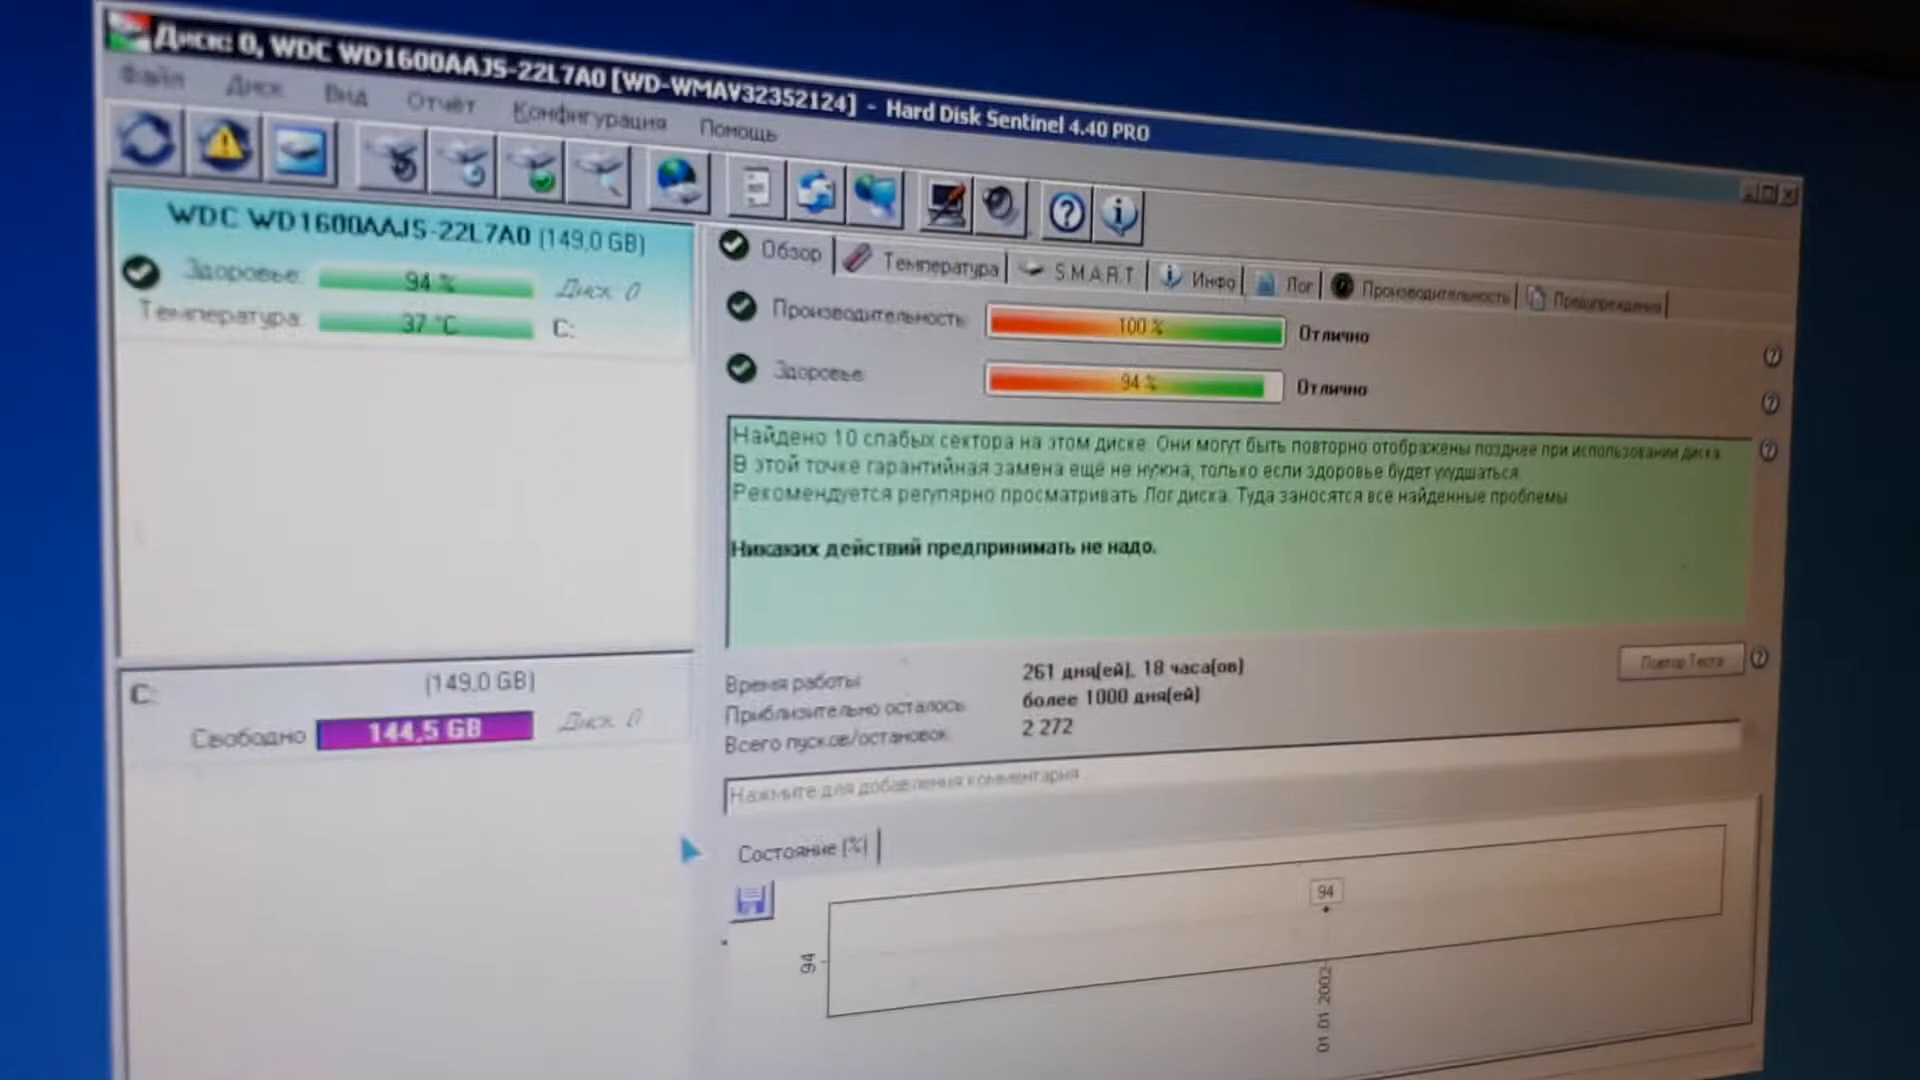 Диск: 0, WDC WD1600AAJS-22L7A0 [WD-WMAV32352124] - Hard Disk Sentinel 4.40 PRO
Файл Диск Вид Отчёт Конфигурация Помощь
WDC WD1600AAJS-22L7A0 (149,0 GB)
Здоровье: 94 % Диск: 0
Температура: 37 °C C:
C: (149,0 GB)
Свободно 144,5 GB Диск: 0
Обзор Температура S.M.A.R.T. Инфо Лог Производительность Предупреждения
Производительность: 100 % Отлично
Здоровье: 94 % Отлично
Найдено 10 слабых сектора на этом диске. Они могут быть повторно отображены позднее при использовании диска.
В этой точке гарантийная замена ещё не нужна, только если здоровье будет ухудшаться.
Рекомендуется регулярно просматривать Лог диска. Туда заносятся все найденные проблемы.
Никаких действий предпринимать не надо.
Время работы: 261 дня(ей), 18 часа(ов)
Приблизительно осталось: более 1000 дня(ей)
Всего пусков/остановок: 2 272
Повтор Теста
Нажмите для добавления комментария ...
Состояние (%)
94
94
01.01.2002